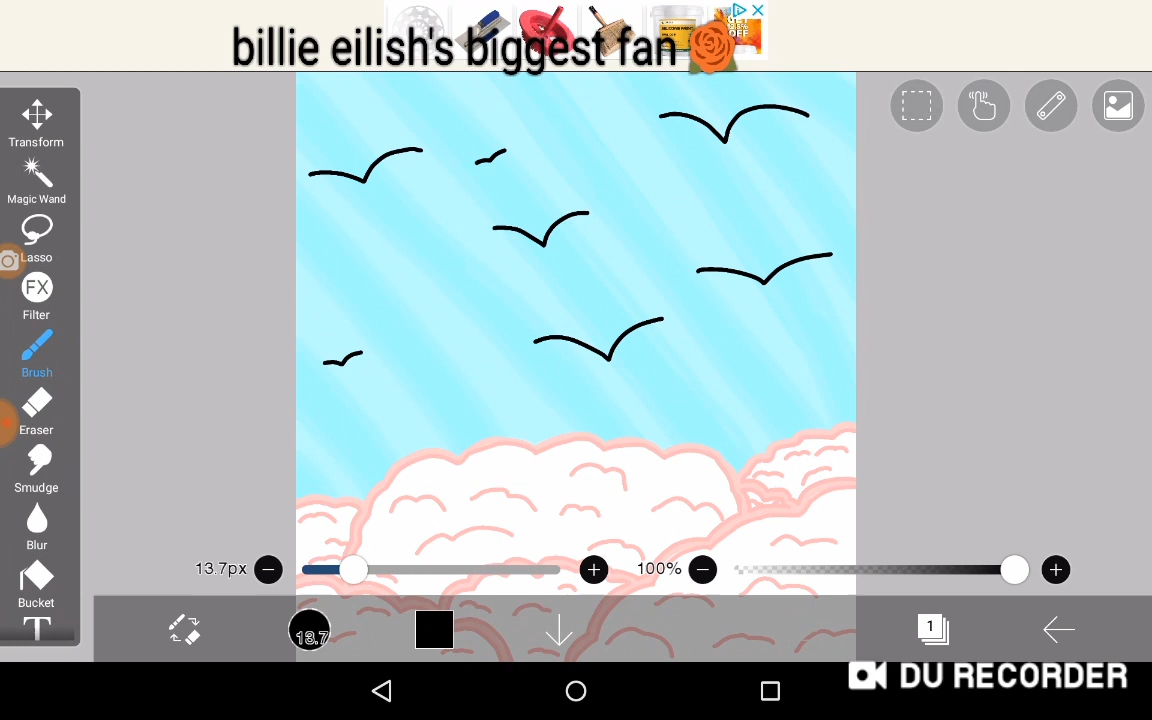 billie eilish's biggest fan
Transform
Magic Wand
Lasso
FX
Filter
Brush
Eraser
Smudge
Blur
Bucket
T
13.7px
100%
13.7
1
DU RECORDER